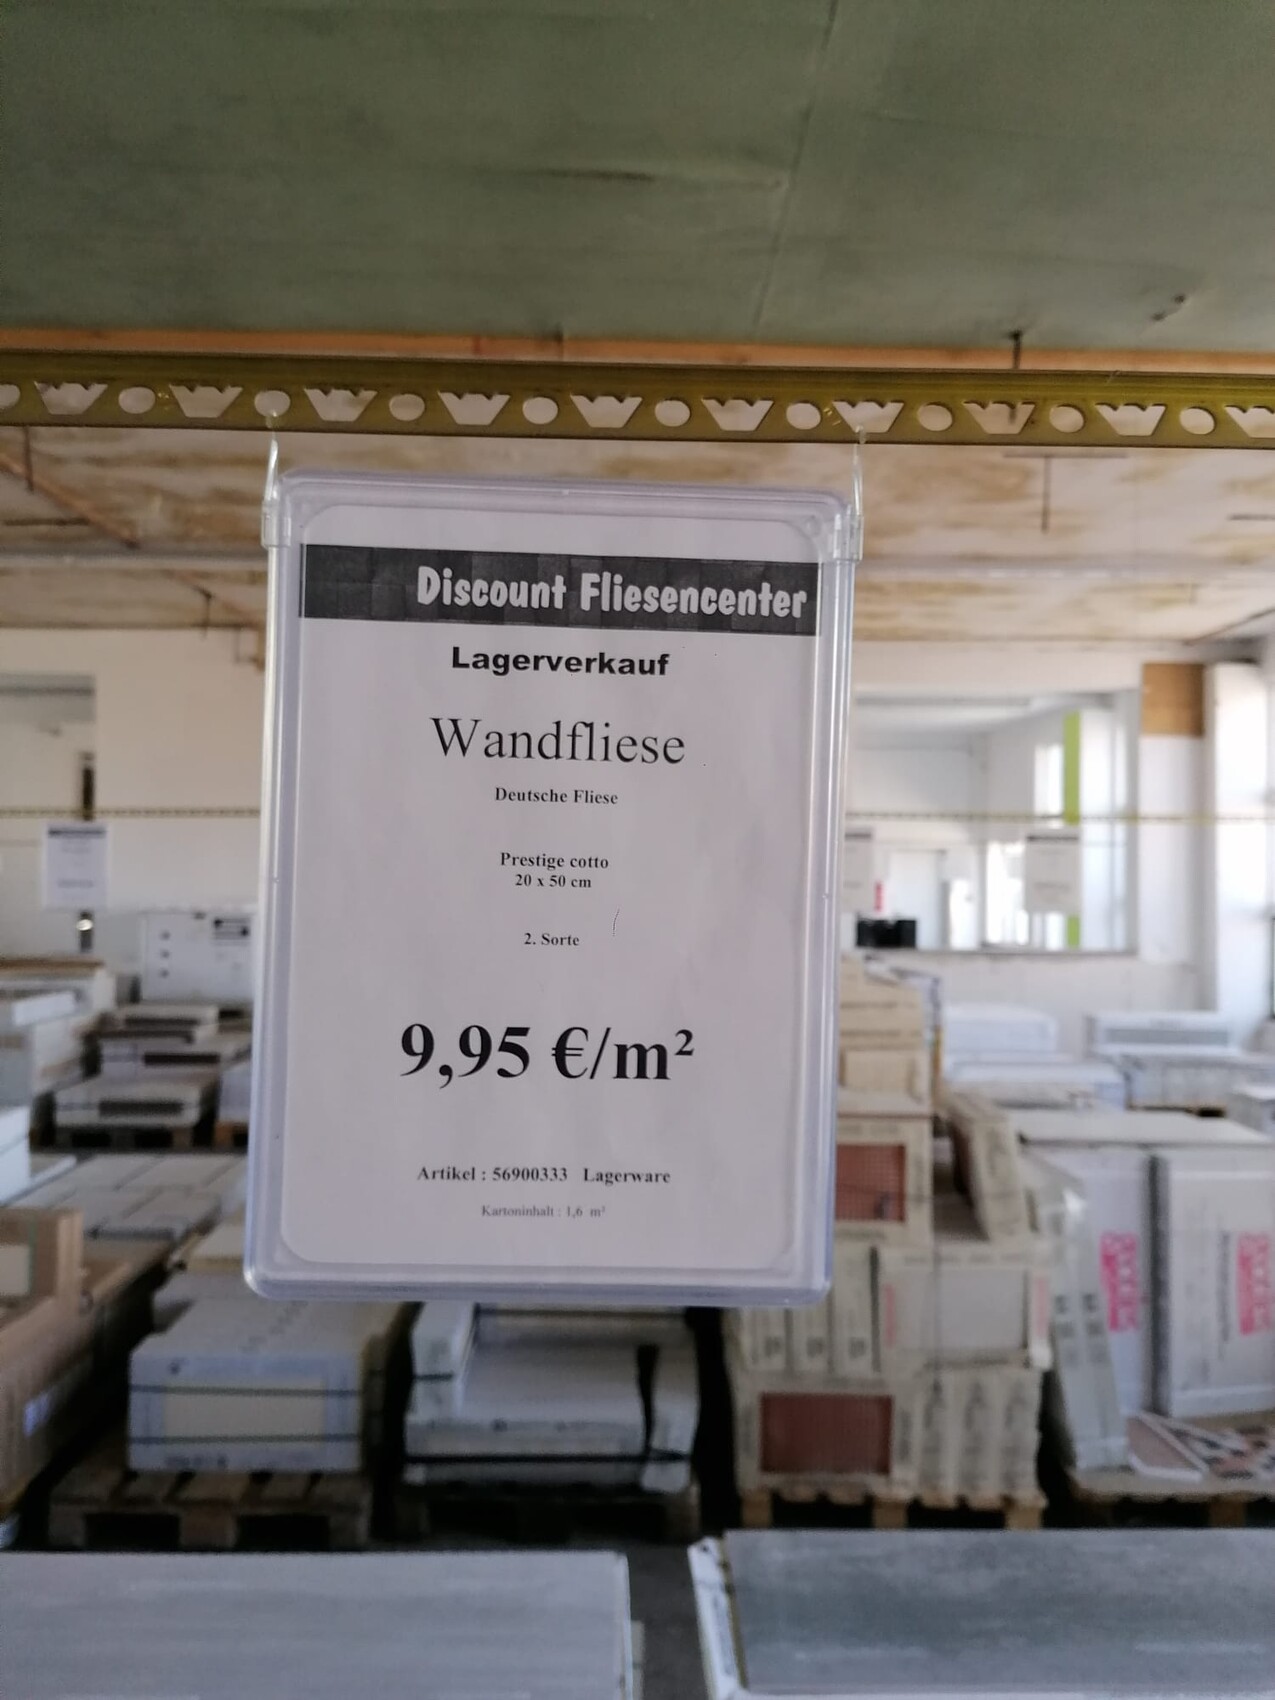 Discount Fliesencenter
Lagerverkauf
Wandfliese
Deutsche Fliese
Prestige cotto
20 x 50 cm
2. Sorte
9,95 €/m²
Artikel : 56900333 Lagerware
Kartoninhalt : 1,6 m²